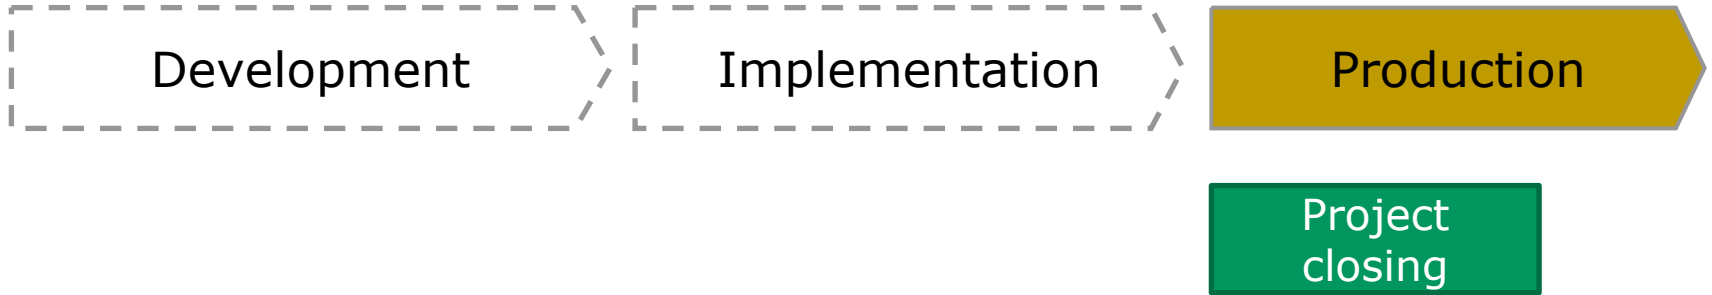 Development
Implementation
Production
Project
closing